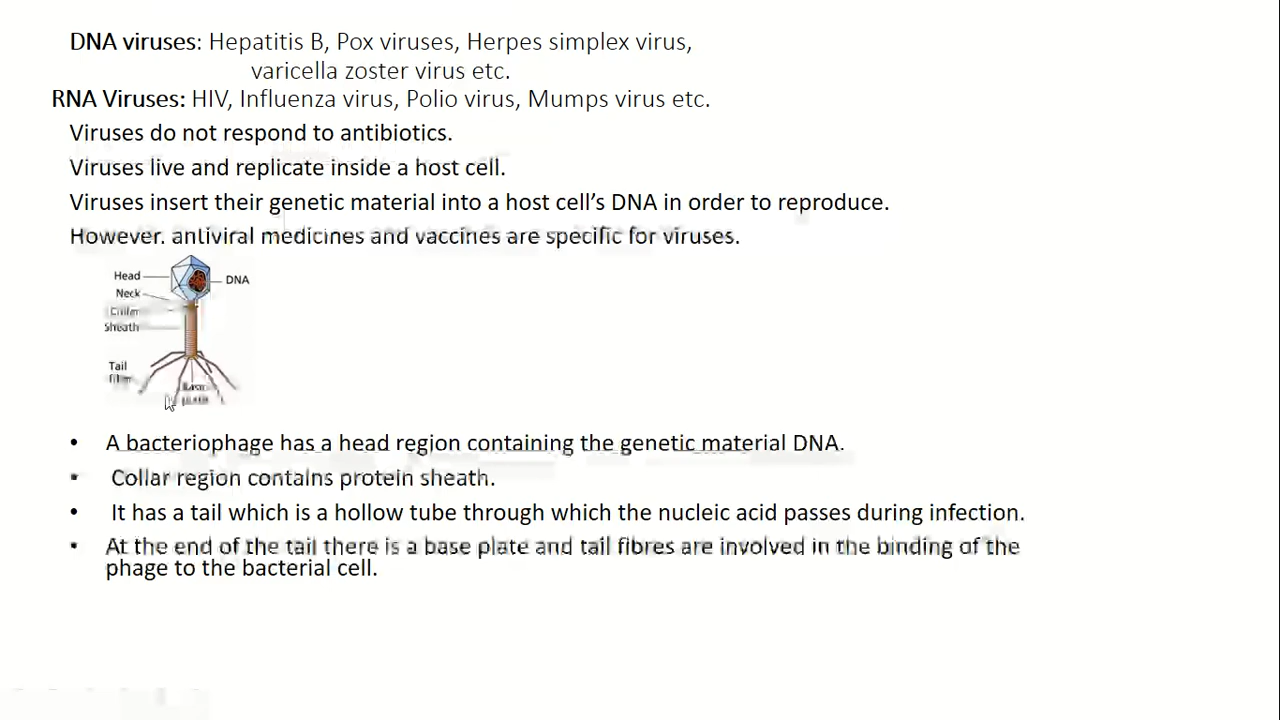 DNA viruses: Hepatitis B, Pox viruses, Herpes simplex virus,
varicella zoster virus etc.
RNA Viruses: HIV, Influenza virus, Polio virus, Mumps virus etc.
Viruses do not respond to antibiotics.
Viruses live and replicate inside a host cell.
Viruses insert their genetic material into a host cell’s DNA in order to reproduce.
However. antiviral medicines and vaccines are specific for viruses.
Head
DNA
Neck
Sheath
Tail
• A bacteriophage has a head region containing the genetic material DNA.
• Collar region contains protein sheath.
• It has a tail which is a hollow tube through which the nucleic acid passes during infection.
• At the end of the tail there is a base plate and tail fibres are involved in the binding of the
phage to the bacterial cell.